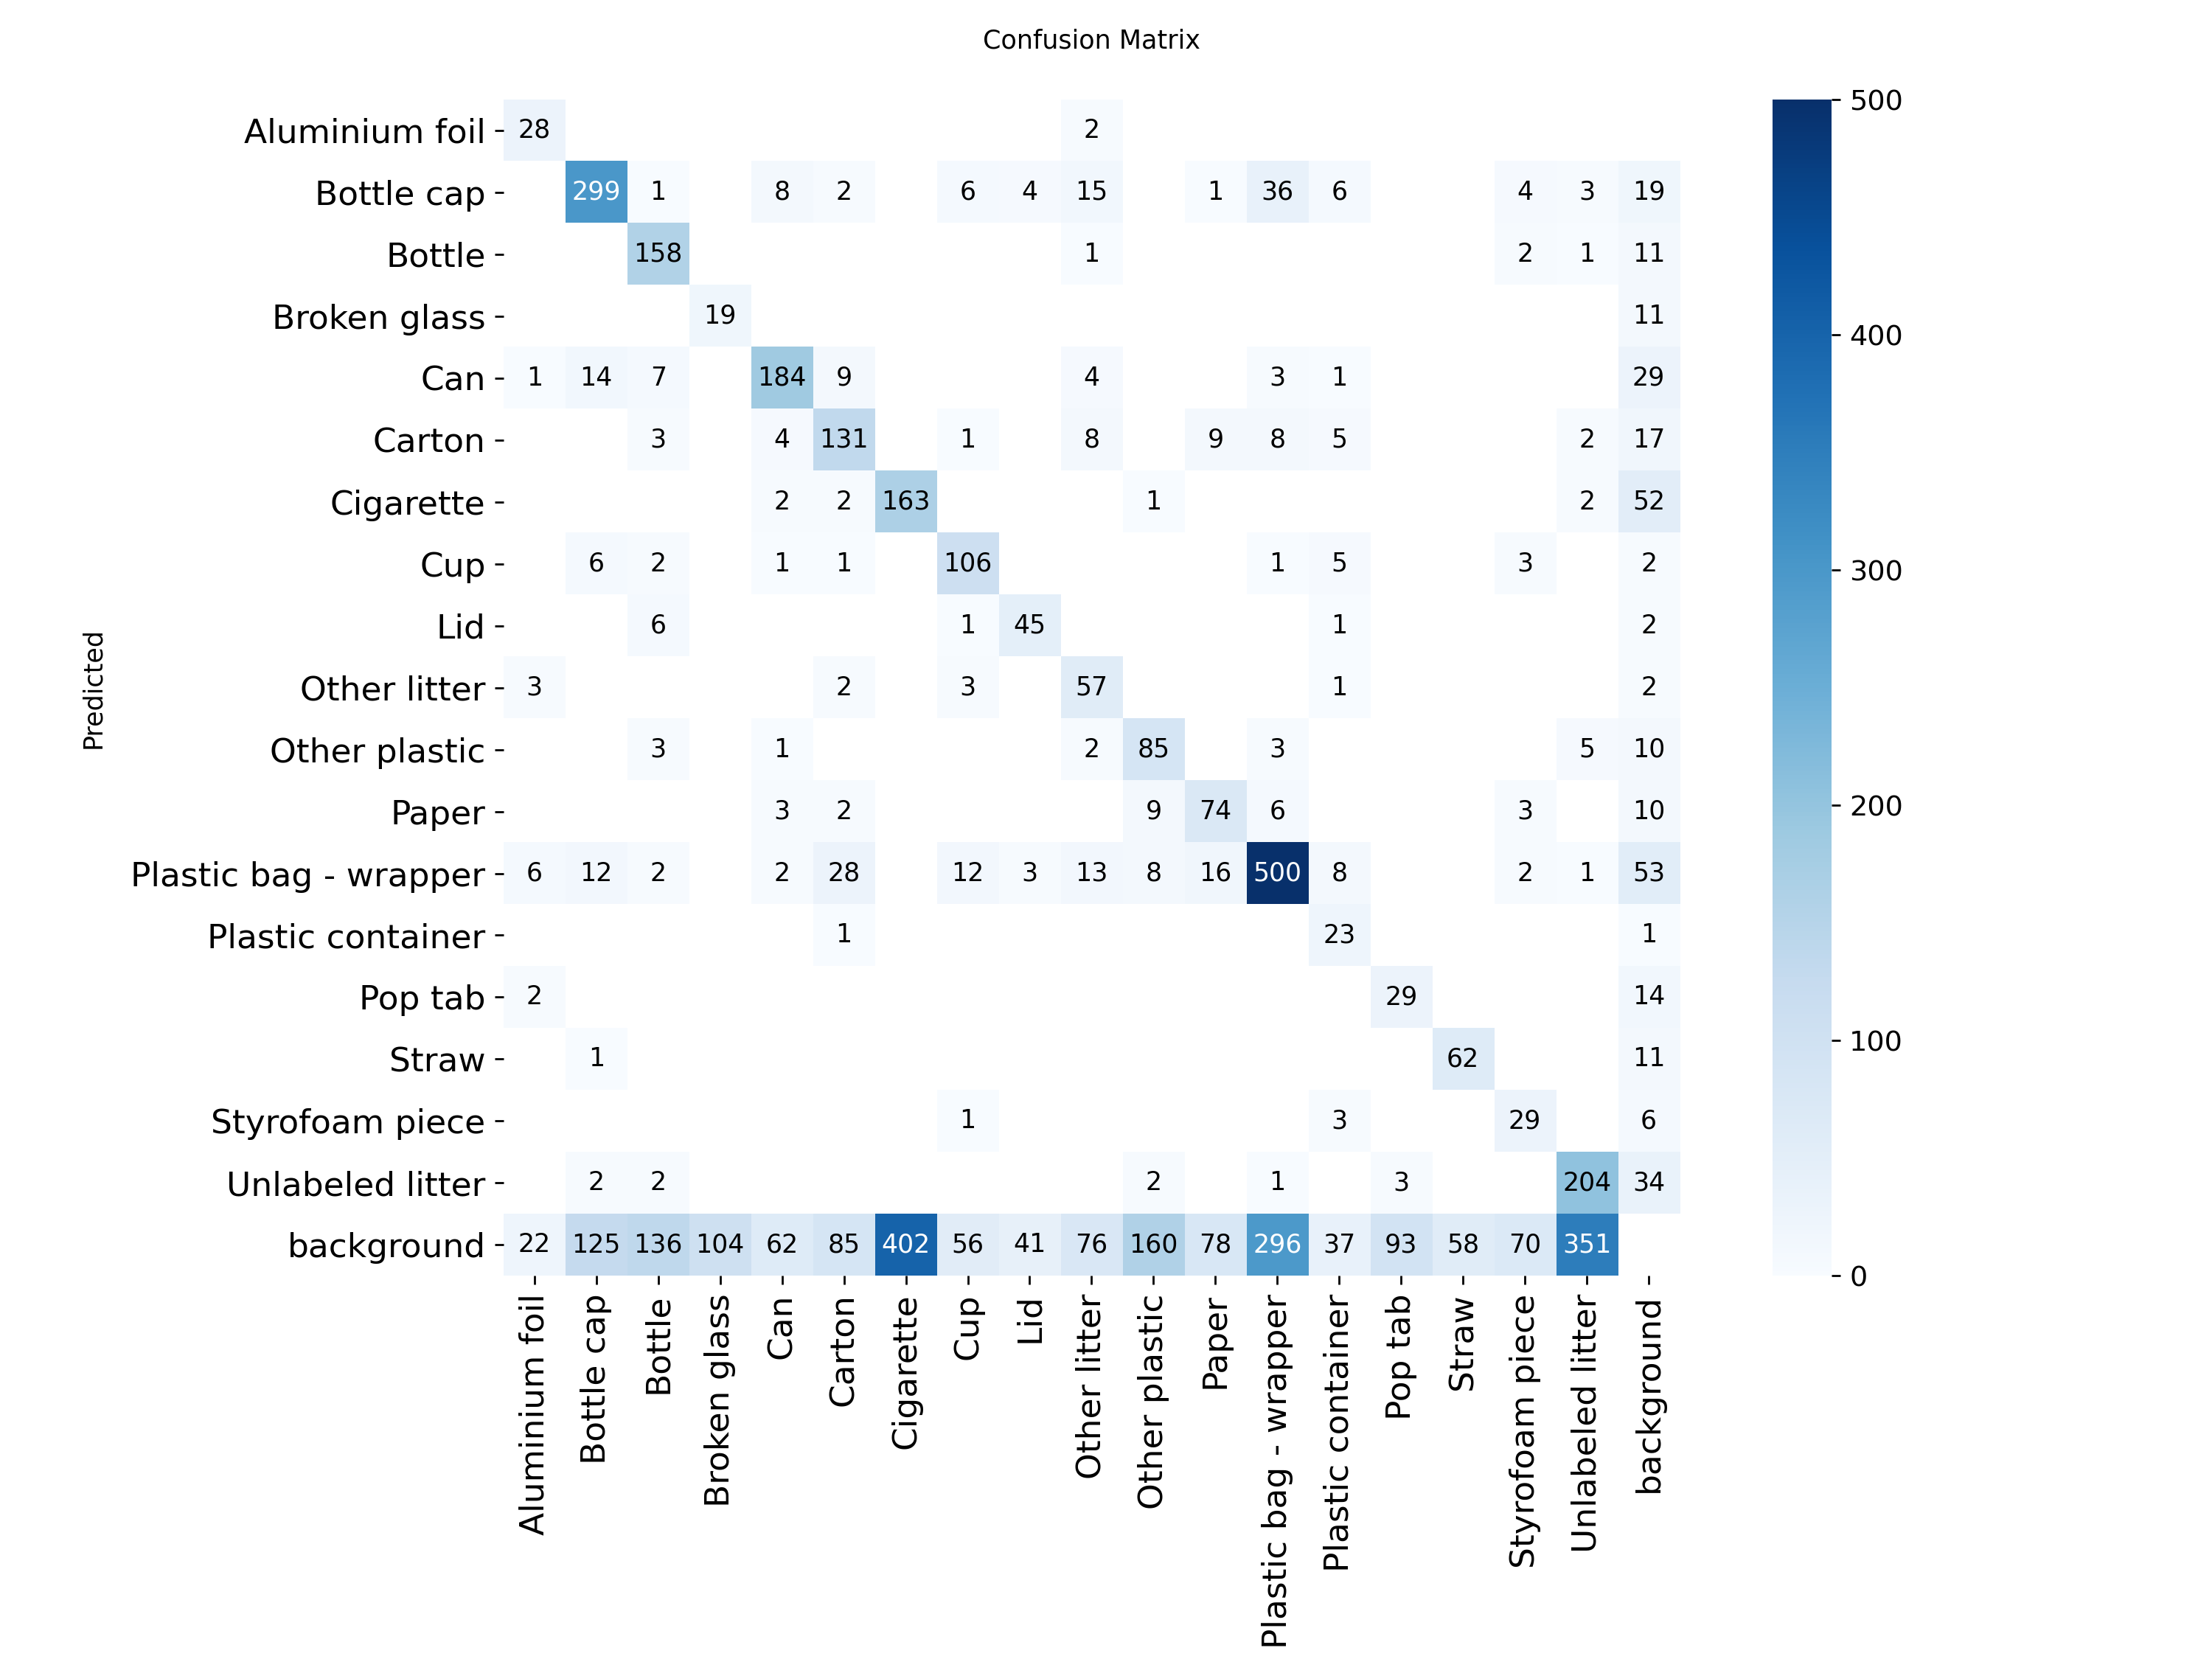 Confusion Matrix
Aluminium foil 28 2 500
Bottle cap 299 1 8 2 6 4 15 1 36 6 4 3 19
Bottle 158 1 2 1 11
Broken glass 19 11 400
Can 1 14 7 184 9 4 3 1 29
Carton 3 4 131 1 8 9 8 5 2 17
Cigarette 2 2 163 1 2 52
Cup 6 2 1 1 106 1 5 3 2 300
Lid 6 1 45 1 2
Predicted
Other litter 3 2 3 57 1 2
Other plastic 3 1 2 85 3 5 10
Paper 3 2 9 74 6 3 10 200
Plastic bag - wrapper 6 12 2 2 28 12 3 13 8 16 500 8 2 1 53
Plastic container 1 23 1
Pop tab 2 29 14
Straw 1 62 11 100
Styrofoam piece 1 3 29 6
Unlabeled litter 2 2 2 1 3 204 34
background 22 125 136 104 62 85 402 56 41 76 160 78 296 37 93 58 70 351
0
Aluminium foil
Bottle cap
Bottle
Broken glass
Can
Carton
Cigarette
Cup
Lid
Other litter
Other plastic
Paper
Plastic bag - wrapper
Plastic container
Pop tab
Straw
Styrofoam piece
Unlabeled litter
background